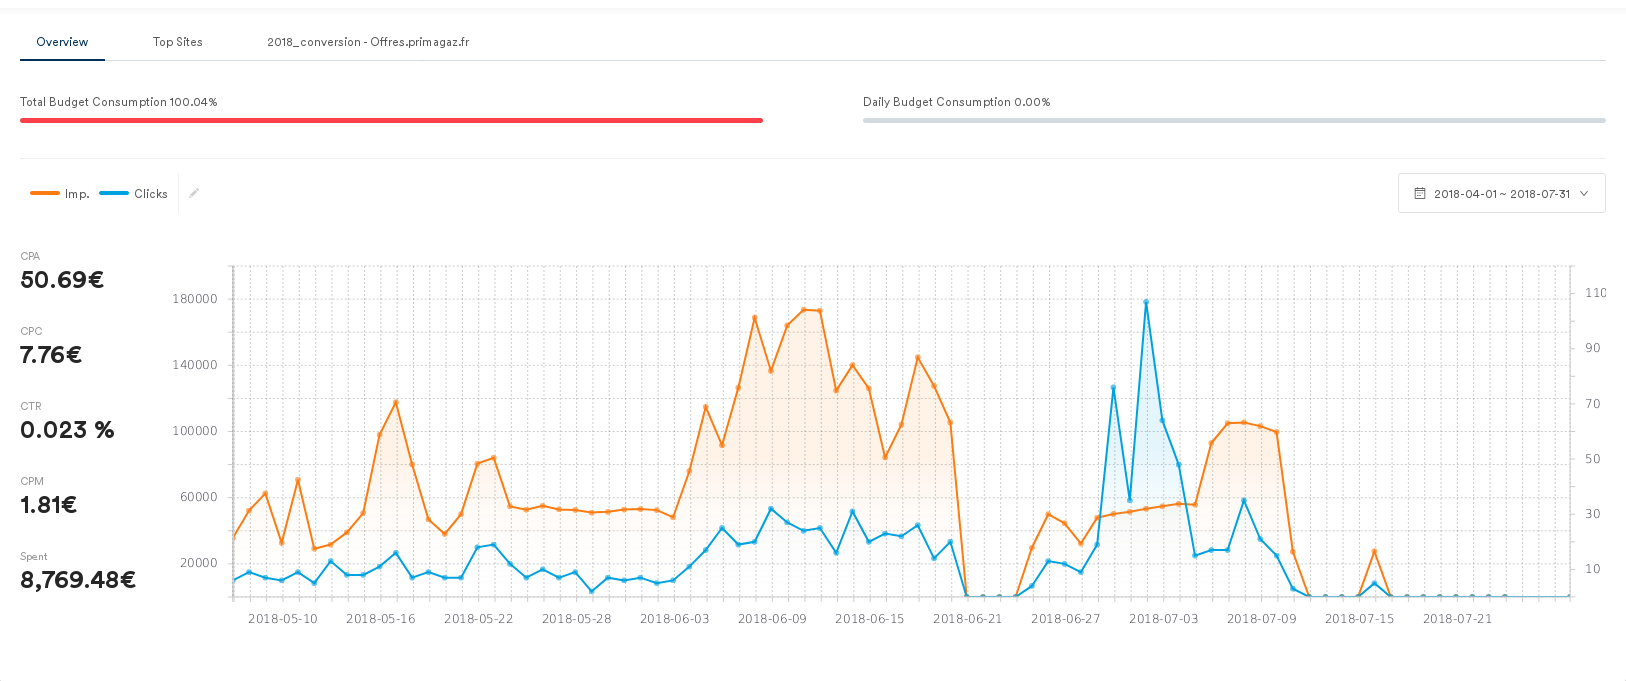 Overview Top Sites 2018_conversion - Offres.primagaz.fr
Total Budget Consumption 100.04% Daily Budget Consumption 0.00%
Imp. Clicks 2018-04-01 ~ 2018-07-31
CPA
50.69€
CPC
7.76€
CTR
0.023 %
CPM
1.81€
Spent
8,769.48€
180000
140000
100000
60000
20000
110
90
70
50
30
10
2018-05-10 2018-05-16 2018-05-22 2018-05-28 2018-06-03 2018-06-09 2018-06-15 2018-06-21 2018-06-27 2018-07-03 2018-07-09 2018-07-15 2018-07-21